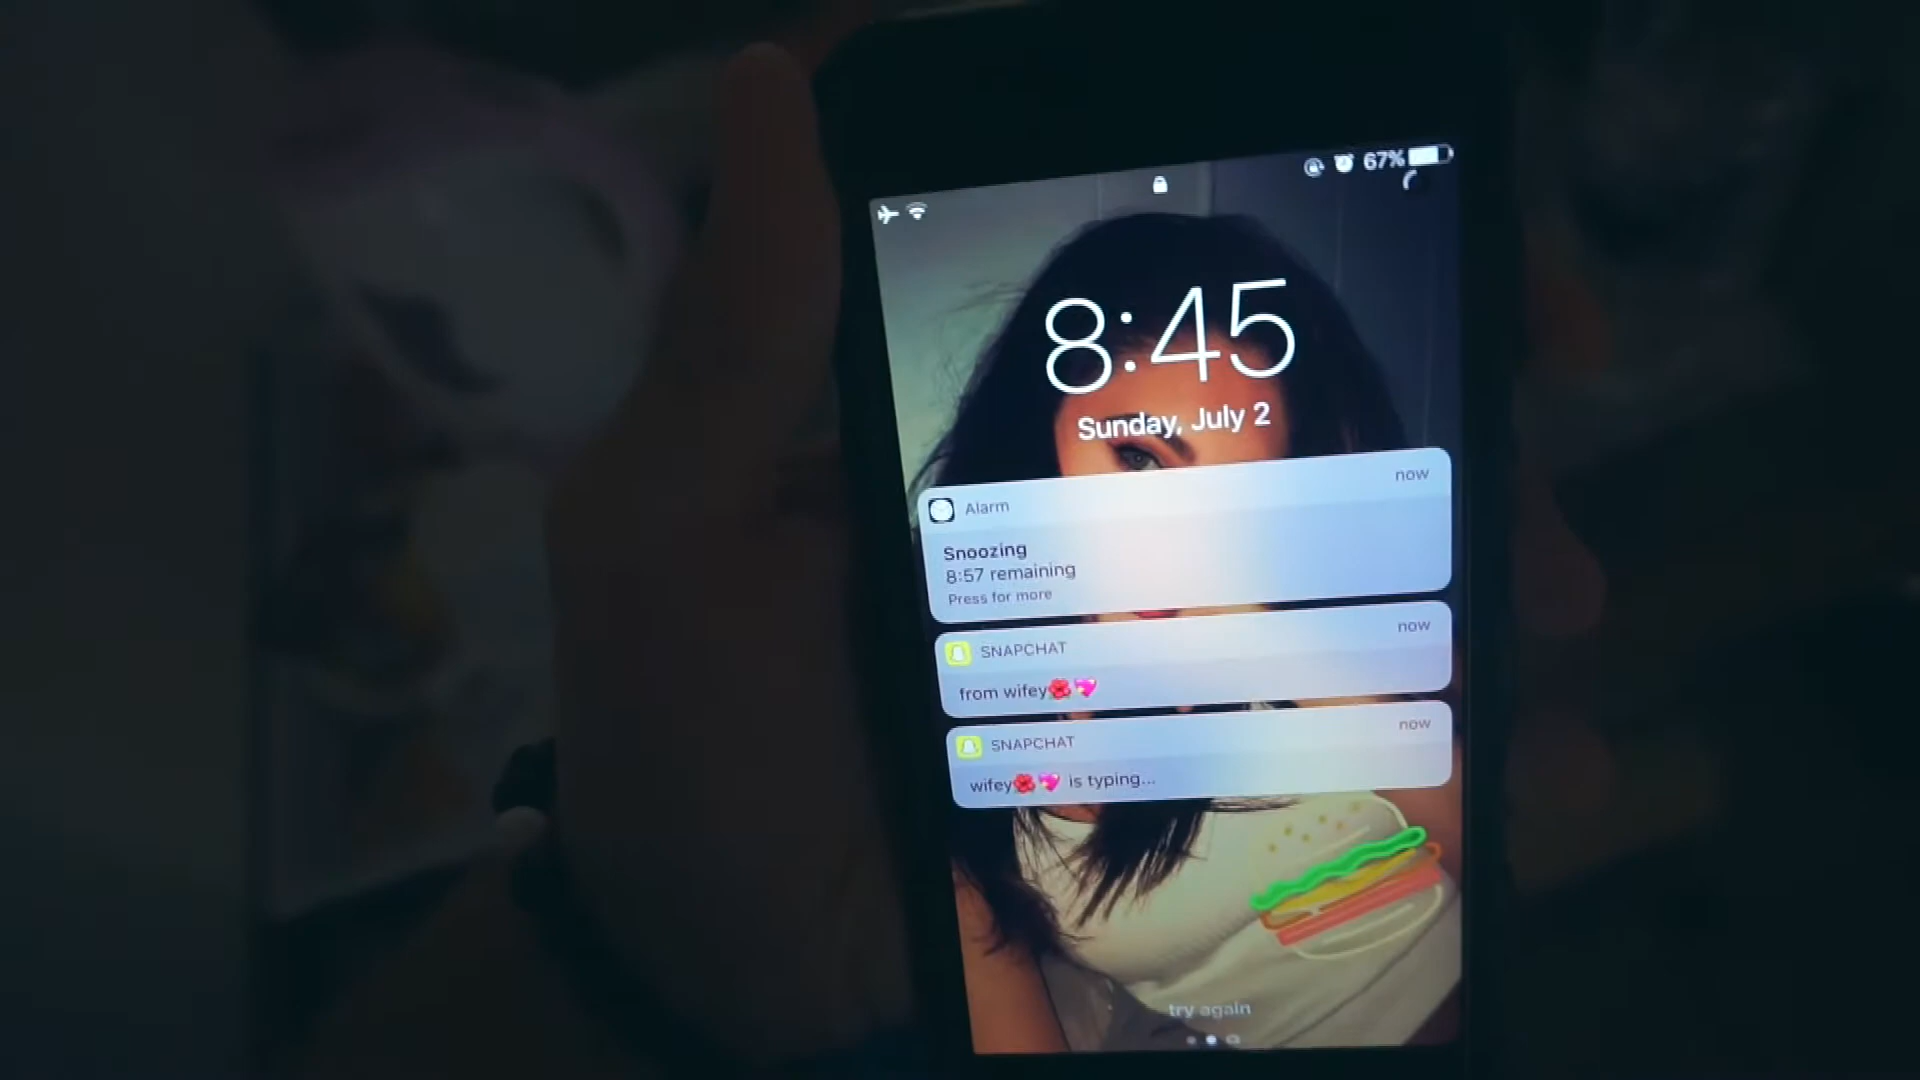 67%
8:45
Sunday, July 2
Alarm
now
Snoozing
8:57 remaining
Press for more
SNAPCHAT
now
from wifey🌺💖
SNAPCHAT
now
wifey🌺💖 is typing...
try again